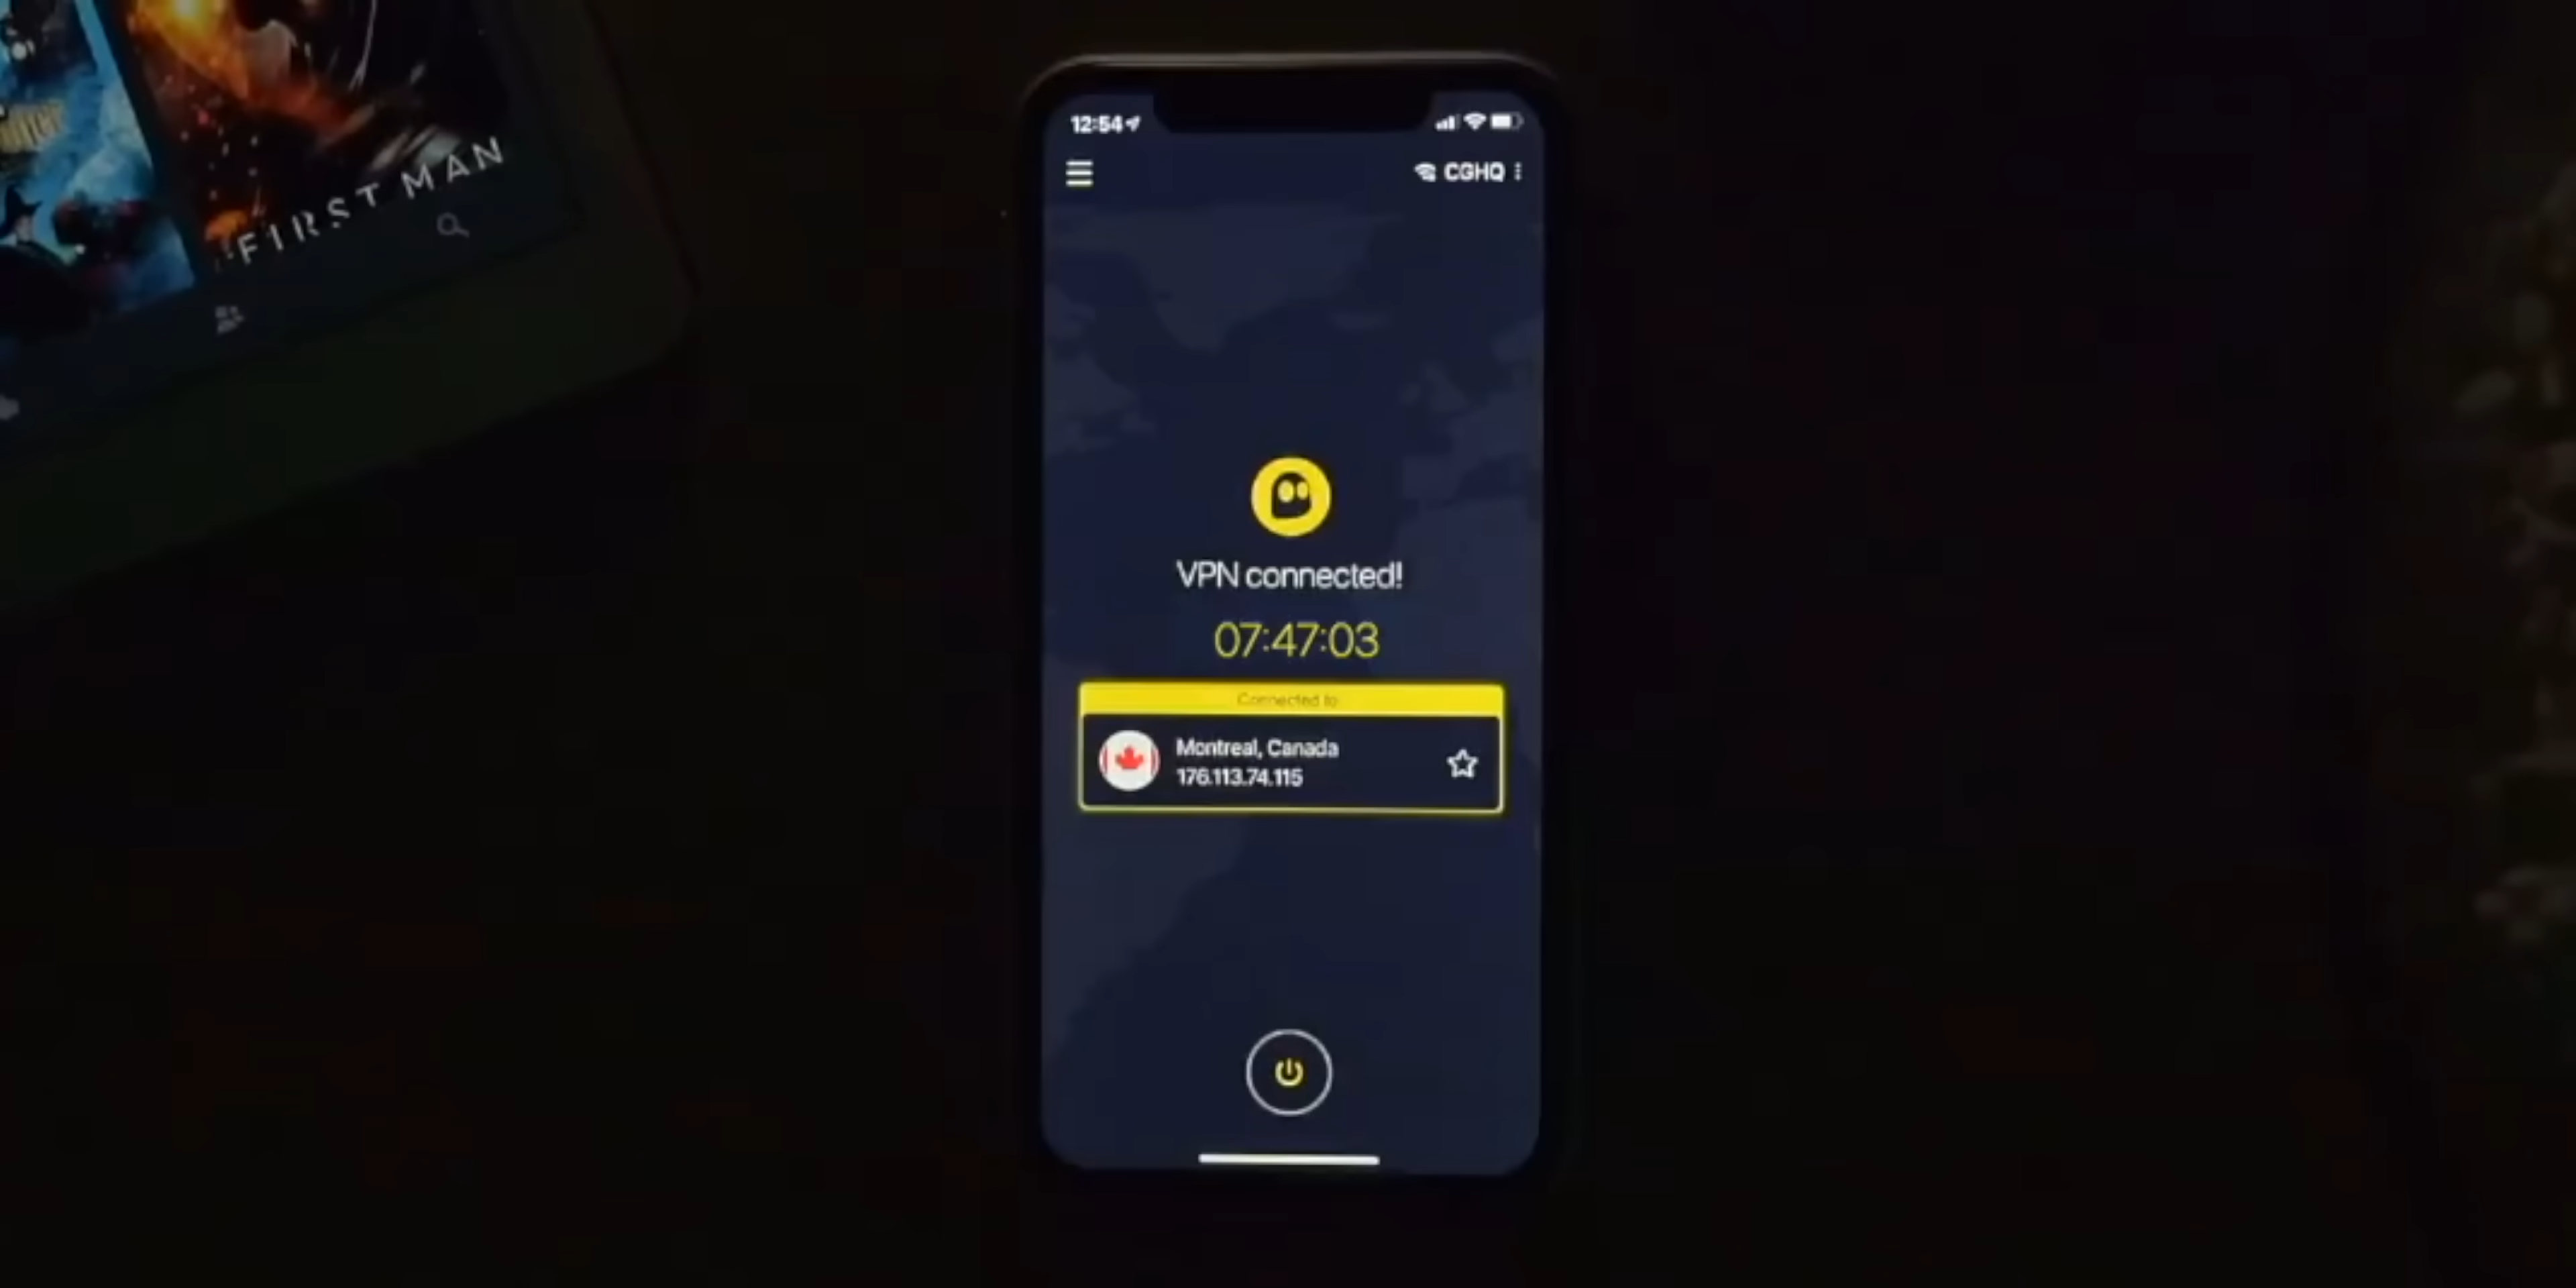 FIRST MAN
12:54
CGHQ
VPN connected!
07:47:03
Connected to
Montreal, Canada
176.113.74.115